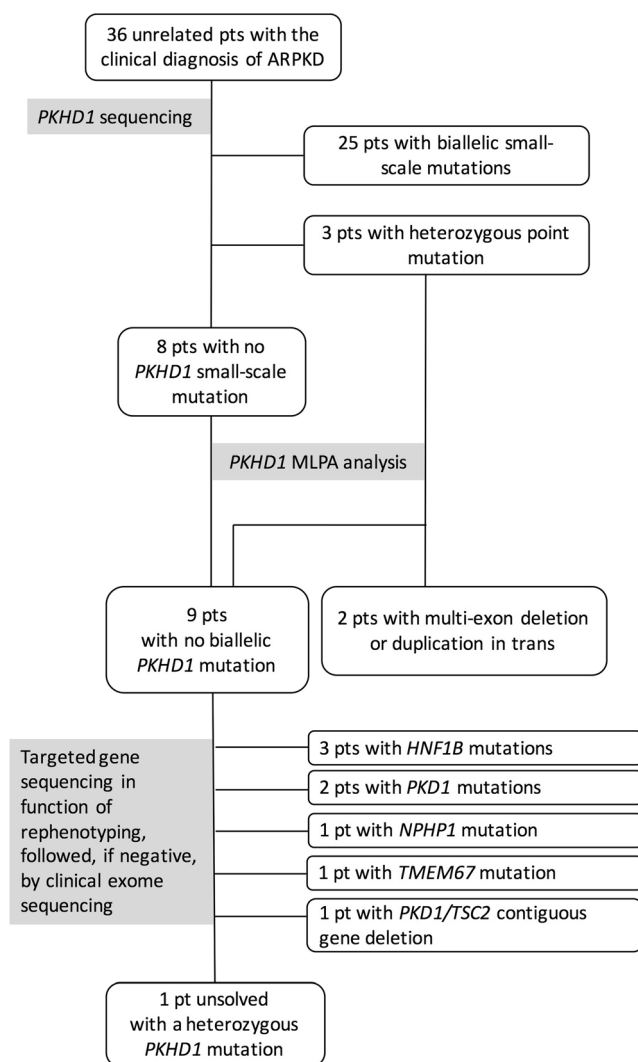 36 unrelated pts with the
clinical diagnosis of ARPKD
PKHD1 sequencing
25 pts with biallelic small-
scale mutations
3 pts with heterozygous point
mutation
8 pts with no
PKHD1 small-scale
mutation
PKHD1 MLPA analysis
9 pts
with no biallelic
PKHD1 mutation
2 pts with multi-exon deletion
or duplication in trans
Targeted gene
sequencing in
function of
rephenotyping,
followed, if negative,
by clinical exome
sequencing
3 pts with HNF1B mutations
2 pts with PKD1 mutations
1 pt with NPHP1 mutation
1 pt with TMEM67 mutation
1 pt with PKD1/TSC2 contiguous
gene deletion
1 pt unsolved
with a heterozygous
PKHD1 mutation